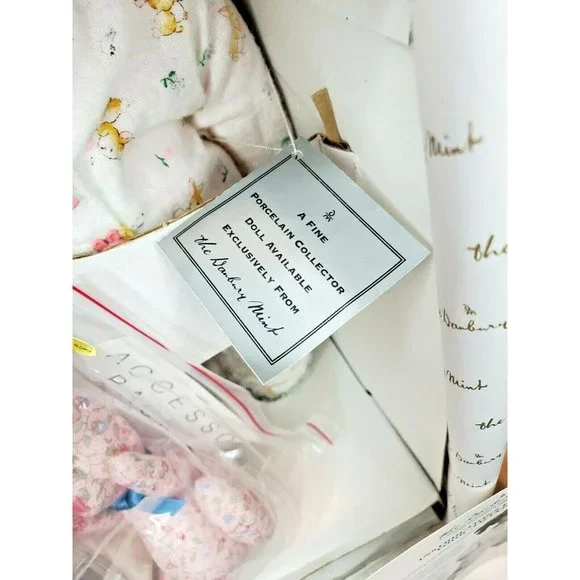 A FINE
PORCELAIN COLLECTOR
DOLL AVAILABLE
EXCLUSIVELY FROM
the Danbury Mint
ACCESSO
Mint
the
Danbury
Mint
the
Danbury
Mint